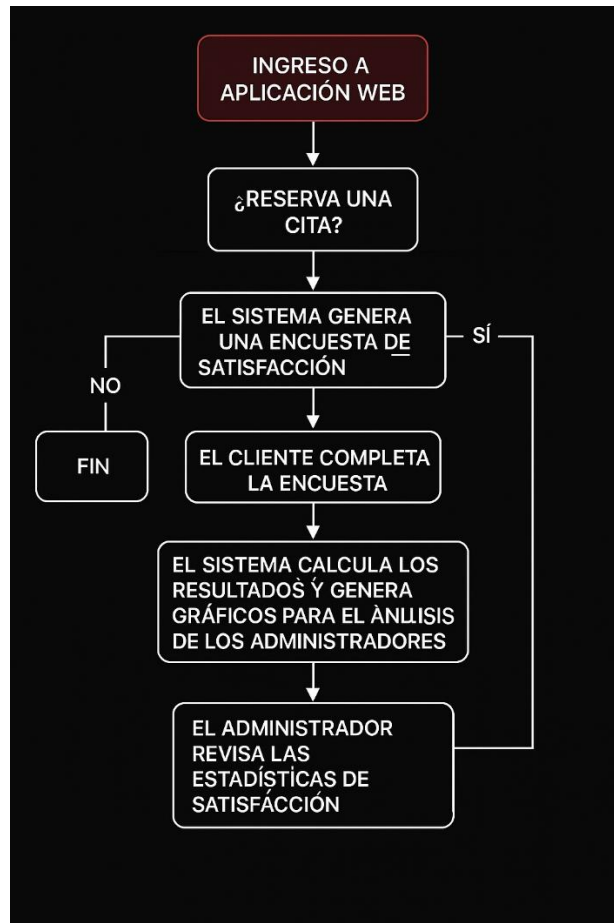 INGRESO A
APLICACIÓN WEB
¿RESERVA UNA
CITA?
EL SISTEMA GENERA
UNA ENCUESTA DE
SATISFACCIÓN
SÍ
NO
FIN
EL CLIENTE COMPLETA
LA ENCUESTA
EL SISTEMA CALCULA LOS
RESULTADOS Y GENERA
GRÁFICOS PARA EL
DE LOS ADMINISTRADORES
EL ADMINISTRADOR
REVISA LAS
ESTADÍSTICAS DE
SATISFÁCCIÓN